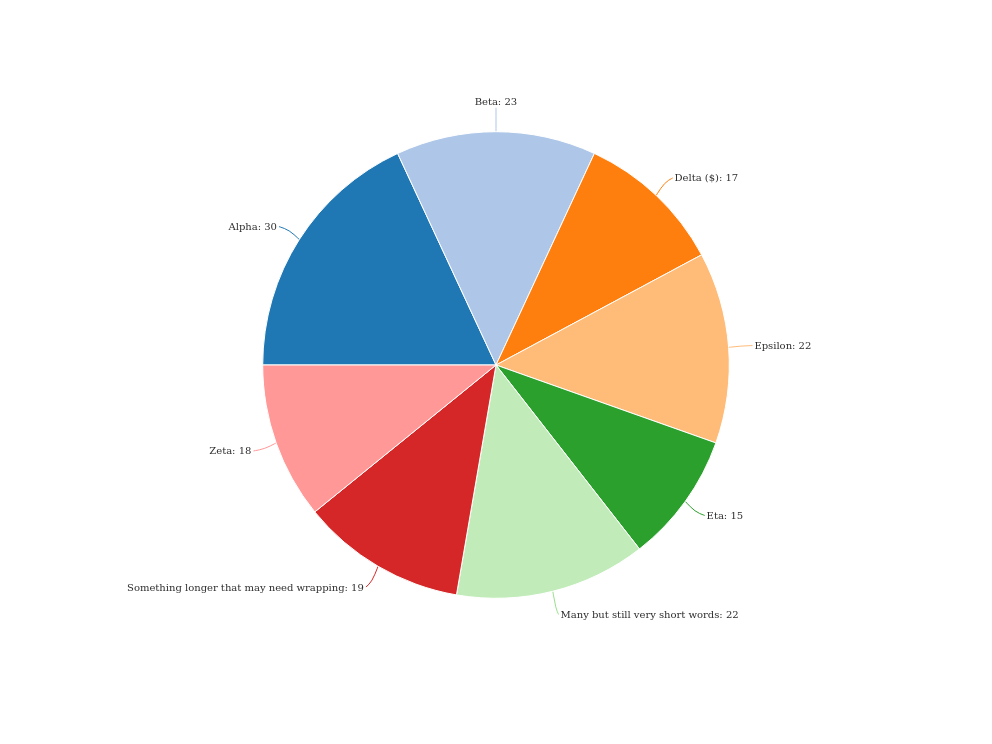 Beta: 23
Delta ($): 17
Alpha: 30
Epsilon: 22
Zeta: 18
Eta: 15
Something longer that may need wrapping: 19
Many but still very short words: 22